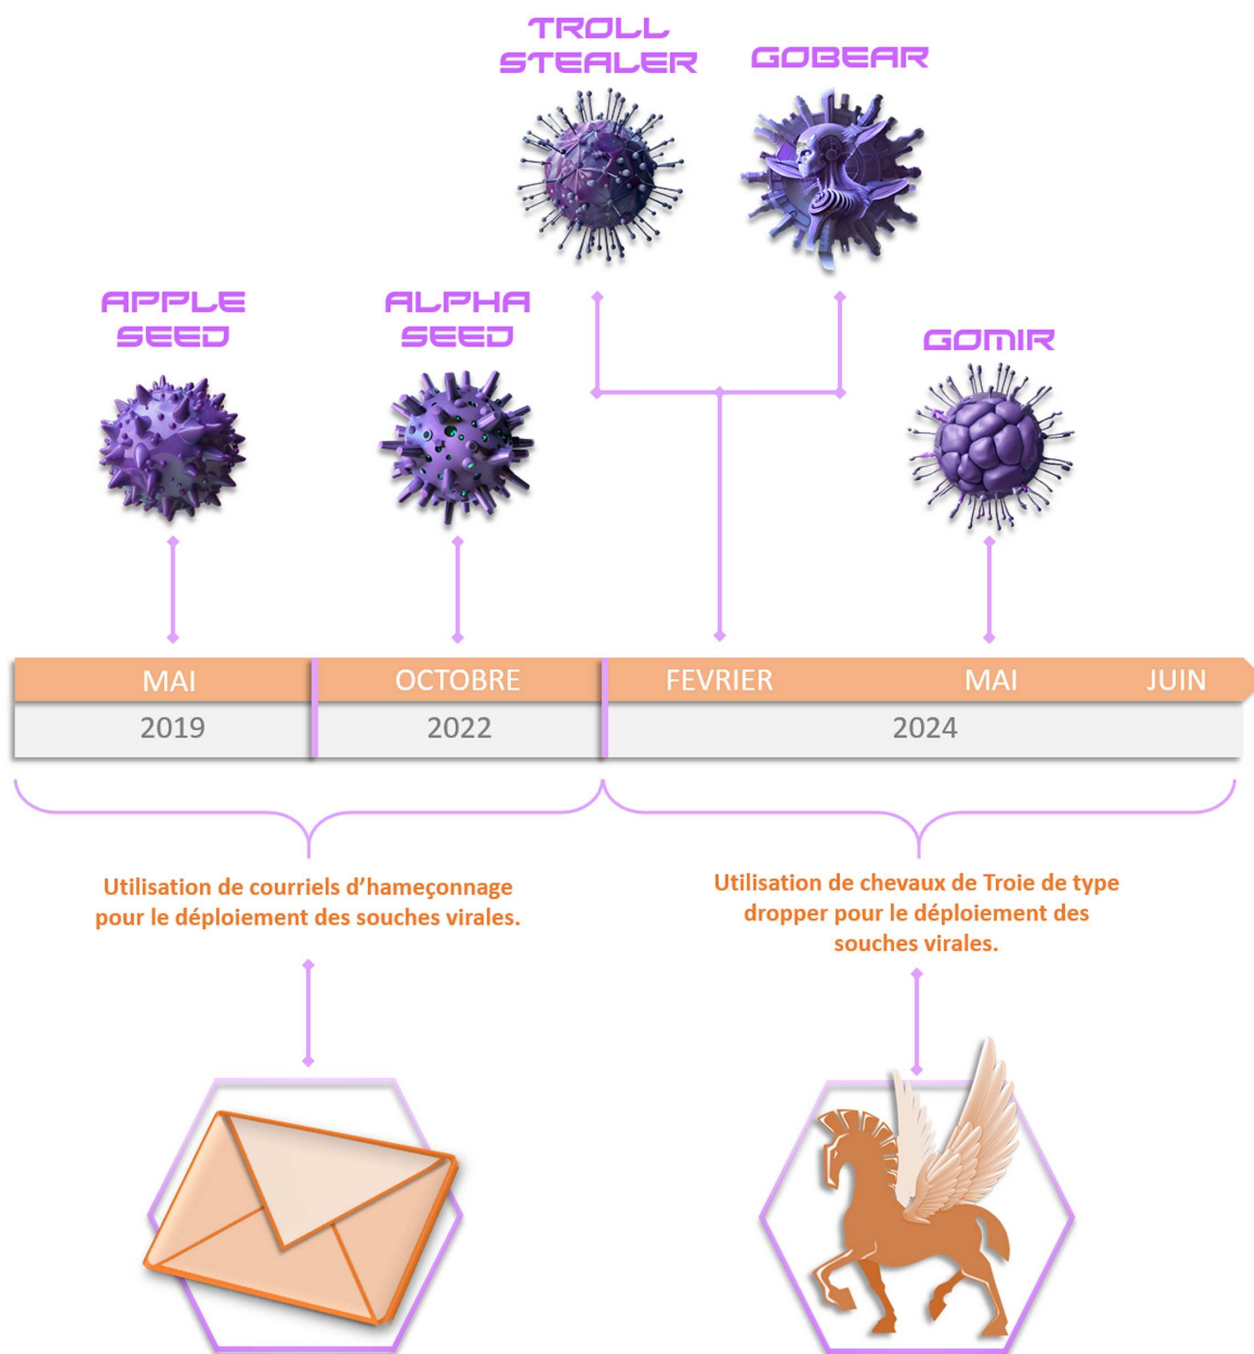 TROLL
STEALER
GOBEAR
APPLE
SEED
ALPHA
SEED
GOMIR
MAI
OCTOBRE
FEVRIER
MAI
JUIN
2019
2022
2024
Utilisation de courriels d’hameçonnage
pour le déploiement des souches virales.
Utilisation de chevaux de Troie de type
dropper pour le déploiement des
souches virales.